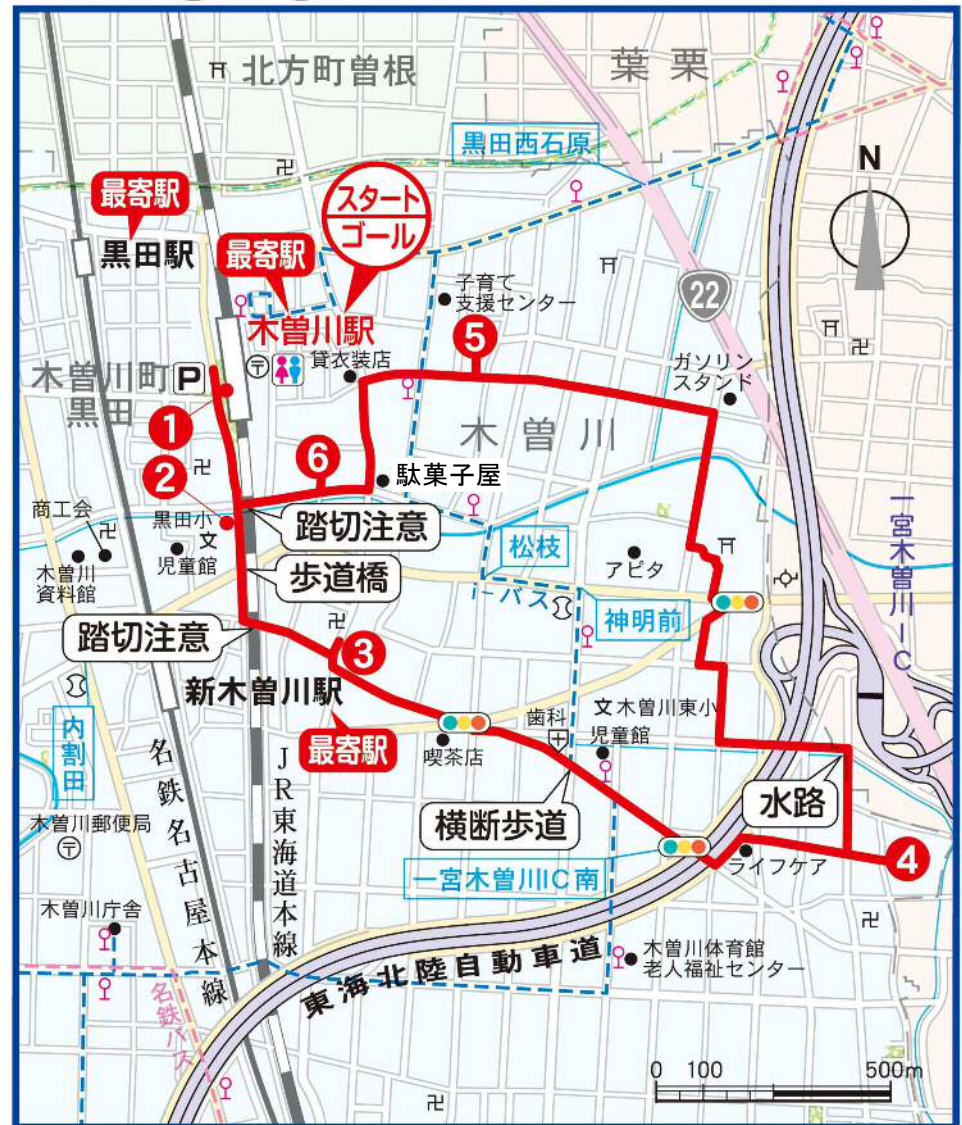 北方町曽根
葉栗
黒田西石原
N
最寄駅
黒田駅
スタート
ゴール
最寄駅
木曽川駅
子育て
支援センター
22
貸衣装店
5
ガソリン
スタンド
木曽川町
黒田
P
1
木曽川
6
駄菓子屋
2
商工会
黒田小
文
児童館
踏切注意
松枝
アピタ
木曽川
資料館
歩道橋
i-バス
神明前
一宮木曽川IC
踏切注意
3
新木曽川駅
最寄駅
歯科
文木曽川東小
児童館
内割田
喫茶店
名鉄名古屋本線
JR東海道本線
横断歩道
水路
木曽川郵便局
一宮木曽川IC南
ライフケア
4
木曽川庁舎
東海北陸自動車道
木曽川体育館
老人福祉センター
名鉄バス
0 100 500m